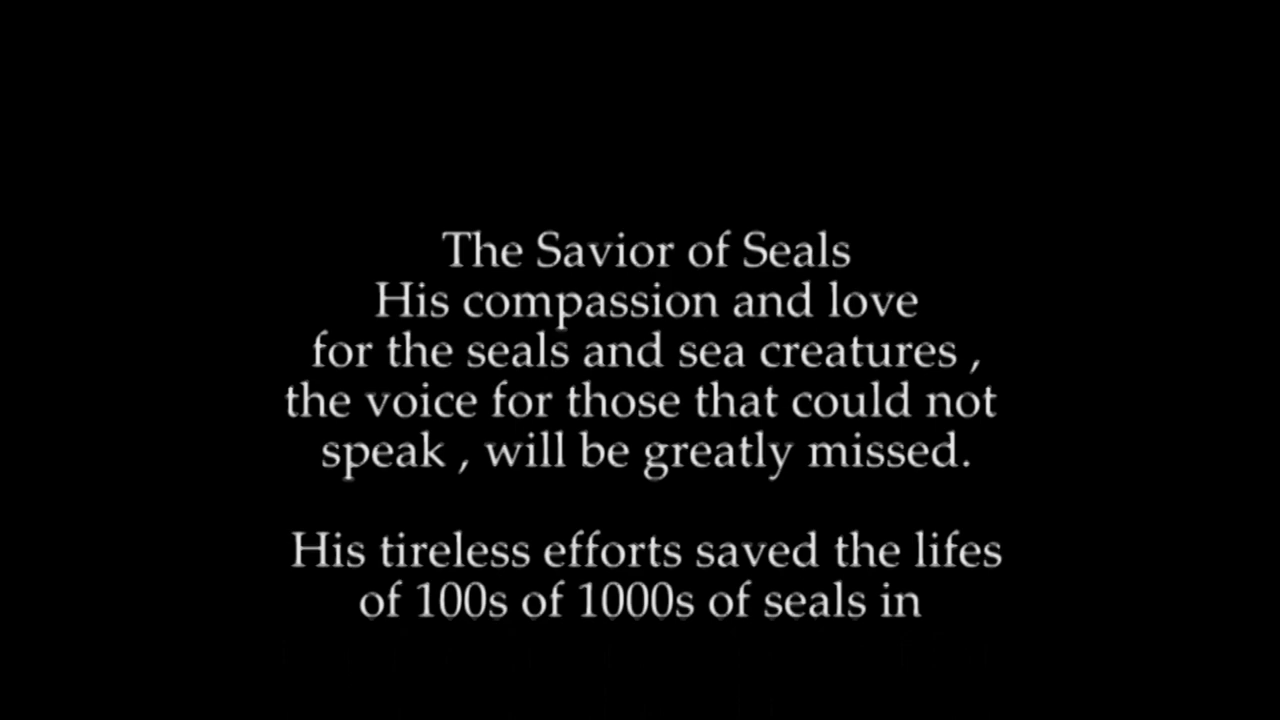 The Savior of Seals
His compassion and love
for the seals and sea creatures ,
the voice for those that could not
speak , will be greatly missed.
His tireless efforts saved the lifes
of 100s of 1000s of seals in